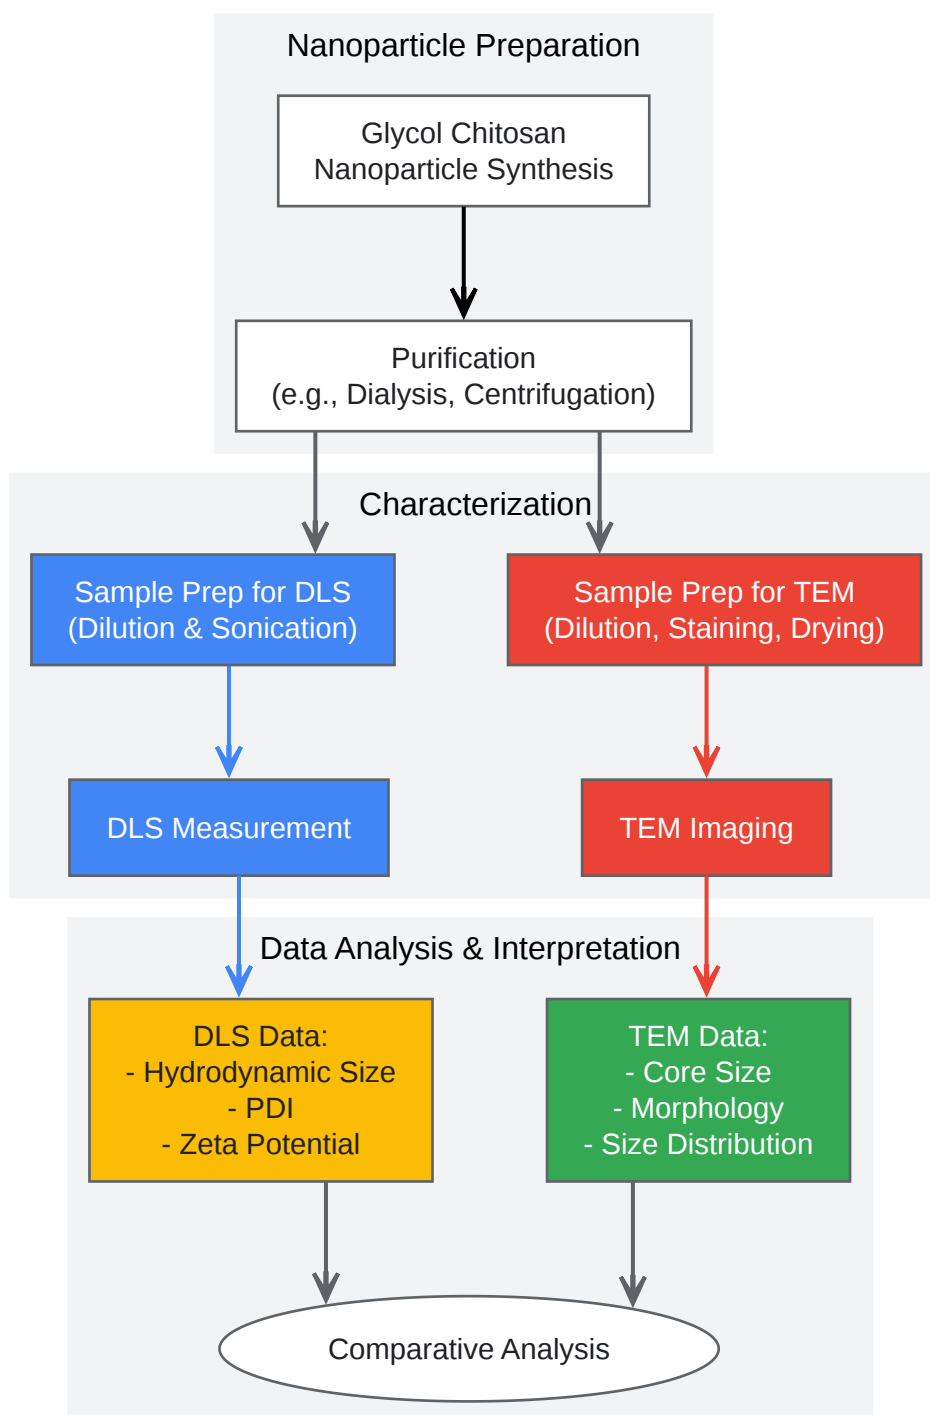 Nanoparticle Preparation
Glycol Chitosan
Nanoparticle Synthesis
Purification
(e.g., Dialysis, Centrifugation)
Characterization
Sample Prep for DLS
(Dilution & Sonication)
Sample Prep for TEM
(Dilution, Staining, Drying)
DLS Measurement
TEM Imaging
Data Analysis & Interpretation
DLS Data:
- Hydrodynamic Size
- PDI
- Zeta Potential
TEM Data:
- Core Size
- Morphology
- Size Distribution
Comparative Analysis